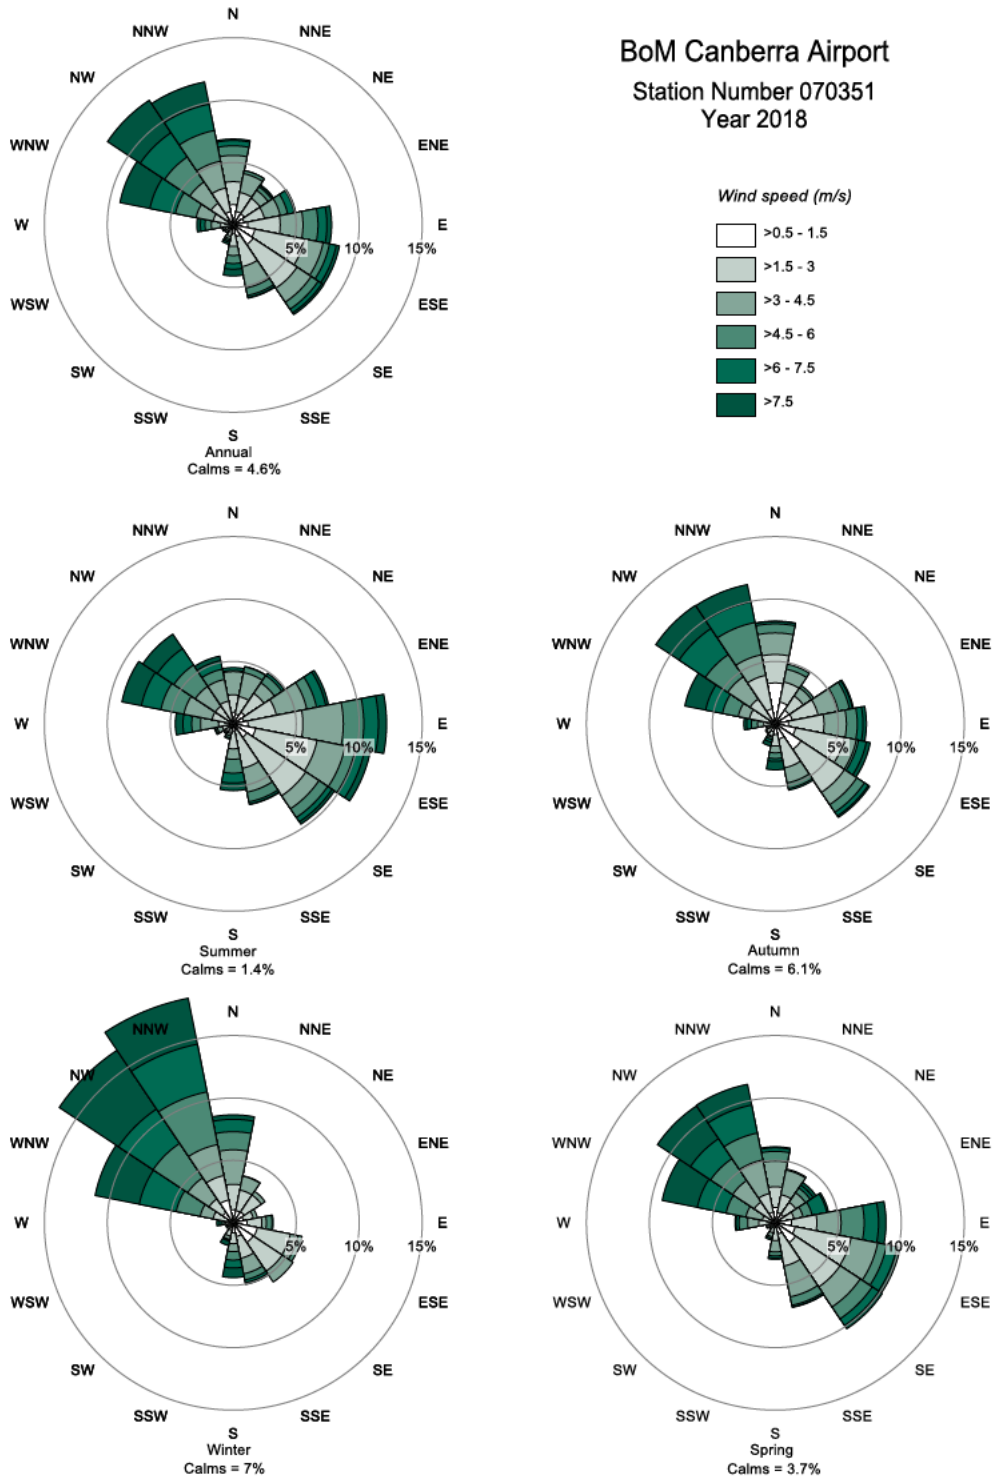 BoM Canberra Airport
Station Number 070351
Year 2018
Wind speed (m/s)
>0.5 - 1.5
>1.5 - 3
>3 - 4.5
>4.5 - 6
>6 - 7.5
>7.5
N
NNW
NNE
NW
NE
WNW
ENE
W
E
5%
10%
15%
WSW
ESE
SW
SE
SSW
SSE
S
Annual
Calms = 4.6%
N
NNW
NNE
NW
NE
WNW
ENE
W
E
5%
10%
15%
WSW
ESE
SW
SE
SSW
SSE
S
Summer
Calms = 1.4%
N
NNW
NNE
NW
NE
WNW
ENE
W
E
5%
10%
15%
WSW
ESE
SW
SE
SSW
SSE
S
Autumn
Calms = 6.1%
N
NNW
NNE
NW
NE
WNW
ENE
W
E
5%
10%
15%
WSW
ESE
SW
SE
SSW
SSE
S
Winter
Calms = 7%
N
NNW
NNE
NW
NE
WNW
ENE
W
E
5%
10%
15%
WSW
ESE
SW
SE
SSW
SSE
S
Spring
Calms = 3.7%